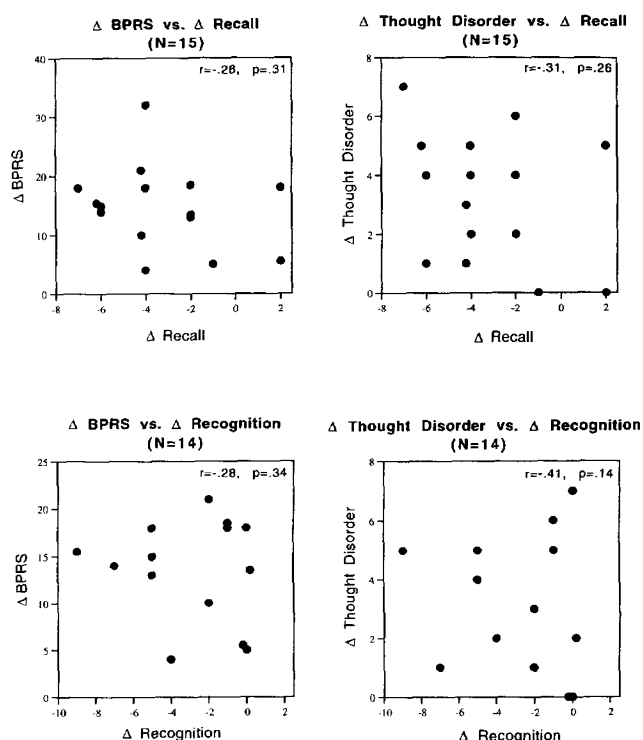 Δ BPRS vs. Δ Recall
(N=15)
r=-.28, p=.31
40
30
20
10
0
Δ BPRS
-8 -6 -4 -2 0 2
Δ Recall
Δ Thought Disorder vs. Δ Recall
(N=15)
r=-.31, p=.26
8
6
4
2
0
Δ Thought Disorder
-8 -6 -4 -2 0 2
Δ Recall
Δ BPRS vs. Δ Recognition
(N=14)
r=-.28, p=.34
25
20
15
10
5
0
Δ BPRS
-10 -8 -6 -4 -2 0 2
Δ Recognition
Δ Thought Disorder vs. Δ Recognition
(N=14)
r=-.41, p=.14
8
6
4
2
0
Δ Thought Disorder
-10 -8 -6 -4 -2 0 2
Δ Recognition